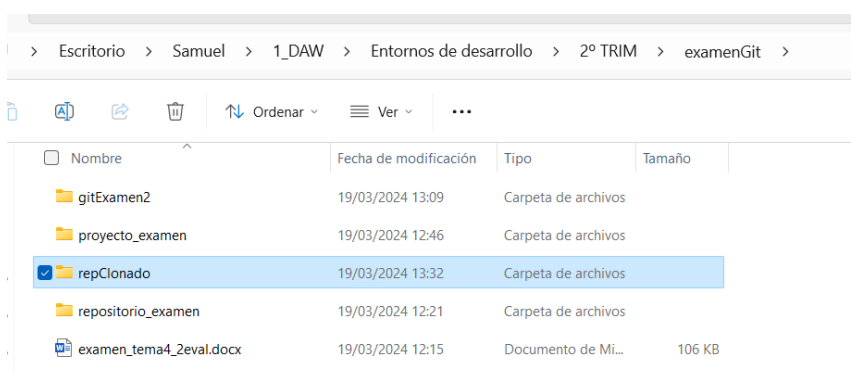 > Escritorio > Samuel > 1_DAW > Entornos de desarrollo > 2º TRIM > examenGit >
Ordenar Ver ...
Nombre Fecha de modificación Tipo Tamaño
gitExamen2 19/03/2024 13:09 Carpeta de archivos
proyecto_examen 19/03/2024 12:46 Carpeta de archivos
repClonado 19/03/2024 13:32 Carpeta de archivos
repositorio_examen 19/03/2024 12:21 Carpeta de archivos
examen_tema4_2eval.docx 19/03/2024 12:15 Documento de Mi... 106 KB